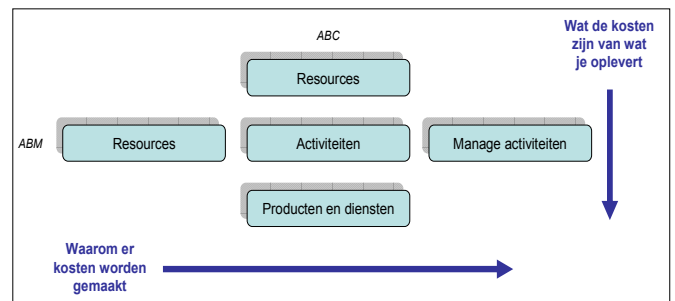 ABC
Wat de kosten
zijn van wat
je oplevert
Resources
ABM
Resources
Activiteiten
Manage activiteiten
Producten en diensten
Waarom er
kosten worden
gemaakt